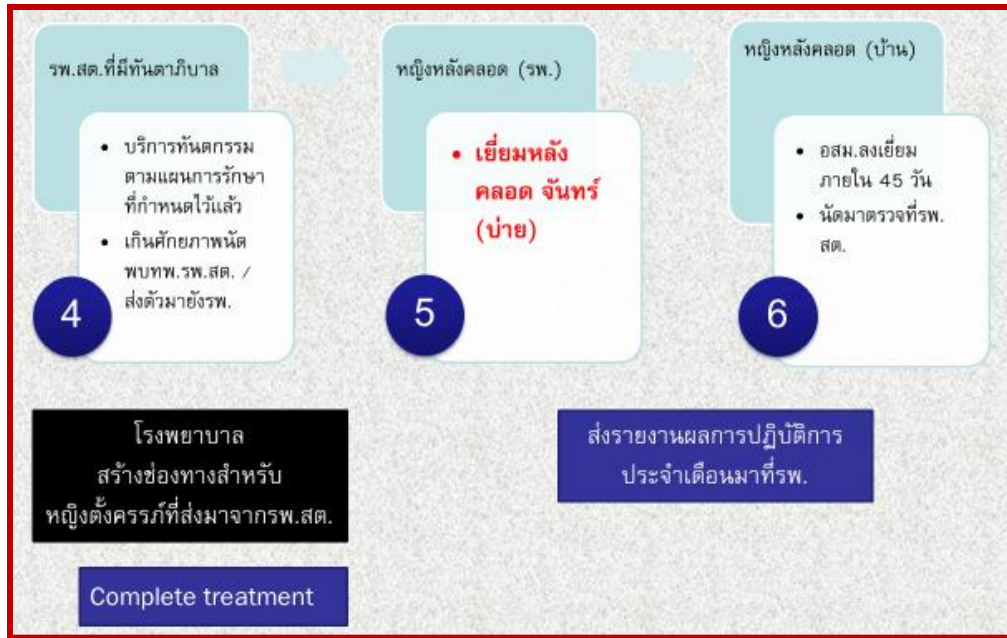 รพ.สต.ที่มีทันตาภิบาล
• บริการทันตกรรม
ตามแผนการรักษา
ที่กำหนดไว้แล้ว
• เกินศักยภาพนัด
พบทพ.รพ.สต. /
ส่งตัวมายังรพ.
4
หญิงหลังคลอด (รพ.)
• เยี่ยมหลัง
คลอด จันทร์
(บ่าย)
5
หญิงหลังคลอด (บ้าน)
• อสม.ลงเยี่ยม
ภายใน 45 วัน
• นัดมาตรวจที่รพ.
สต.
6
โรงพยาบาล
สร้างช่องทางสำหรับ
หญิงตั้งครรภ์ที่ส่งมาจากรพ.สต.
ส่งรายงานผลการปฏิบัติการ
ประจำเดือนมาที่รพ.
Complete treatment